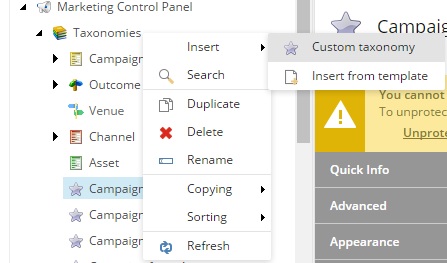 Marketing Control Panel
Taxonomies
Campaign
Outcome
Venue
Channel
Asset
Campaign
Campaign
Campaign
Insert
Search
Duplicate
Delete
Rename
Copying
Sorting
Refresh
Custom taxonomy
Insert from template
Campa
You cannot
To unprotec
Unprote
Quick Info
Advanced
Appearance